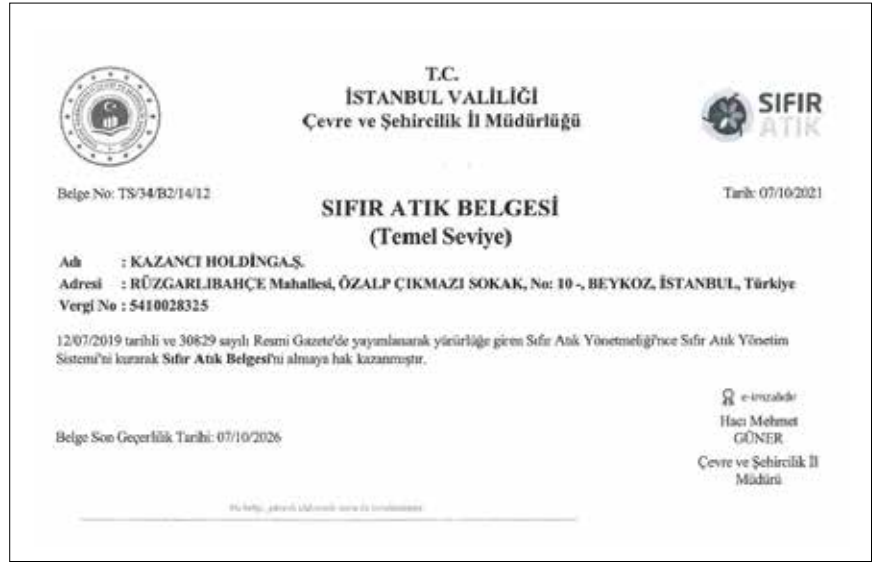 T.C.
İSTANBUL VALİLİĞİ
Çevre ve Şehircilik İl Müdürlüğü
SIFIR
ATIK
Belge No: TS/34/B2/14/12
Tarih: 07/10/2021
SIFIR ATIK BELGESİ
(Temel Seviye)
Adı : KAZANCI HOLDİNGA.Ş.
Adresi : RÜZGARLIBAHÇE Mahallesi, ÖZALP ÇIKMAZI SOKAK, No: 10 -, BEYKOZ, İSTANBUL, Türkiye
Vergi No : 5410028325
12/07/2019 tarihli ve 30829 sayılı Resmi Gazete'de yayımlanarak yürürlüğe giren Sıfır Atık Yönetmeliği'nce Sıfır Atık Yönetim
Sistemi'ni kurarak Sıfır Atık Belgesi'ni almaya hak kazanmıştır.
e-imzalıdır
Hacı Mehmet
GÜNER
Çevre ve Şehircilik İl
Müdürü
Belge Son Geçerlilik Tarihi: 07/10/2026